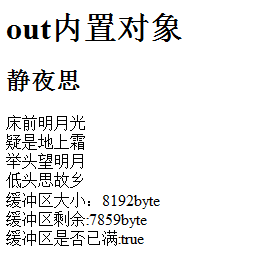 out内置对象
静夜思
床前明月光
疑是地上霜
举头望明月
低头思故乡
缓冲区大小：8192byte
缓冲区剩余:7859byte
缓冲区是否已满:true